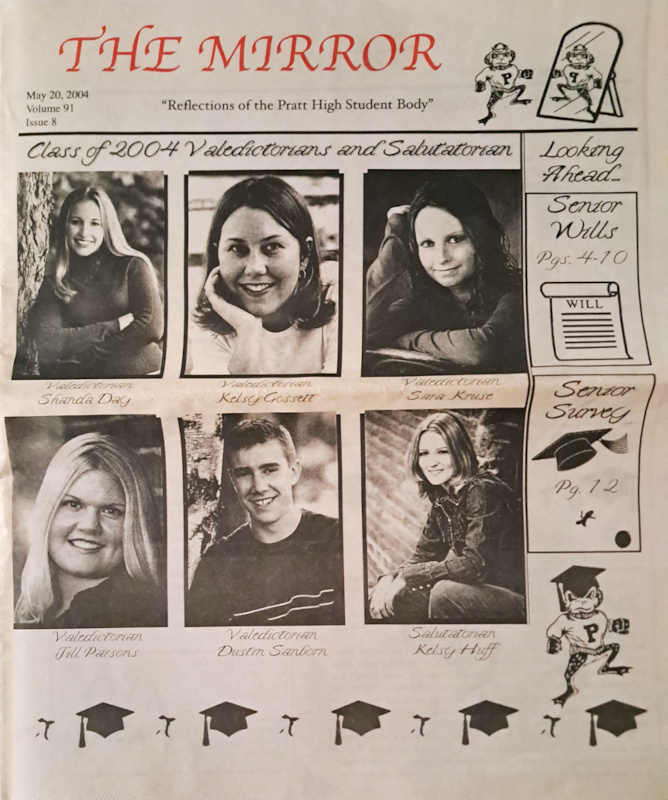 THE MIRROR
May 20, 2004
Volume 91
Issue 8
"Reflections of the Pratt High Student Body"
P
P
Class of 2004 Valedictorians and Salutatorian
Valedictorian
Shanda Day
Valedictorian
Kelsy Gossett
Valedictorian
Sara Kruse
Valedictorian
Jill Parsons
Valedictorian
Dustin Sanborn
Salutatorian
Kelsy Huff
Looking
Ahead...
Senior
Wills
Pgs. 4-10
WILL
Senior
Survey
Pg. 12
P